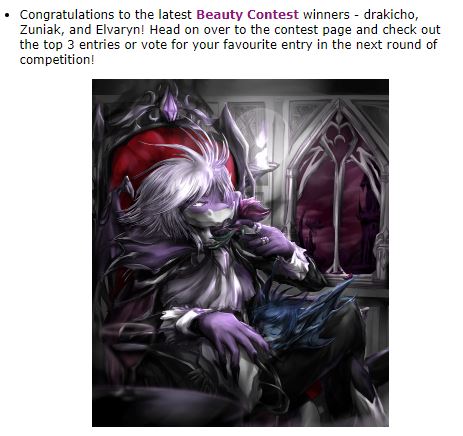 Congratulations to the latest Beauty Contest winners - drakicho,
Zuniak, and Elvaryn! Head on over to the contest page and check out
the top 3 entries or vote for your favourite entry in the next round of
competition!